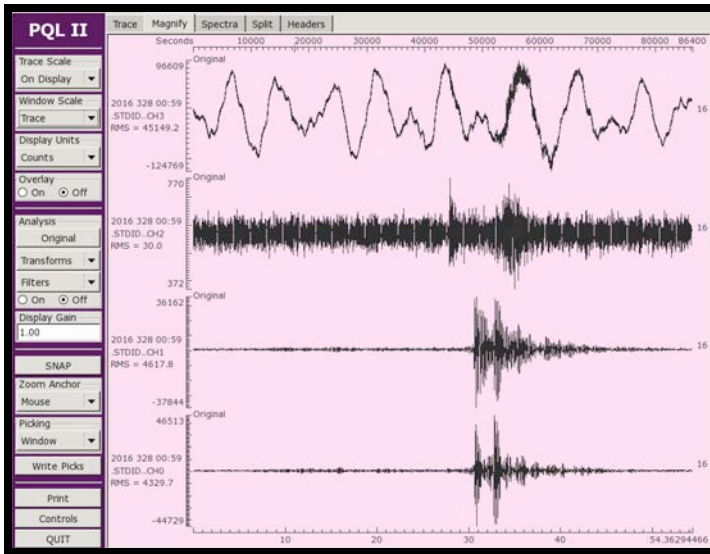 PQL II
Trace Magnify Spectra Split Headers
Seconds 10000 20000 30000 40000 50000 60000 70000 80000 86400
Trace Scale
On Display
Window Scale
Trace
Display Units
Counts
Overlay
On Off
Analysis
Original
Transforms
Filters
On Off
Display Gain
1.00
SNAP
Zoom Anchor
Mouse
Picking
Window
Write Picks
Print
Controls
QUIT
96609 Original
2016 328 00:59
.STDID..CH3
RMS = 45149.2
16
-124769
770 Original
2016 328 00:59
.STDID..CH2
RMS = 30.0
16
372
36162 Original
2016 328 00:59
.STDID..CH1
RMS = 4617.8
16
-37844
46513 Original
2016 328 00:59
.STDID..CH0
RMS = 4329.7
16
-44729
10 20 30 40 54.36294466